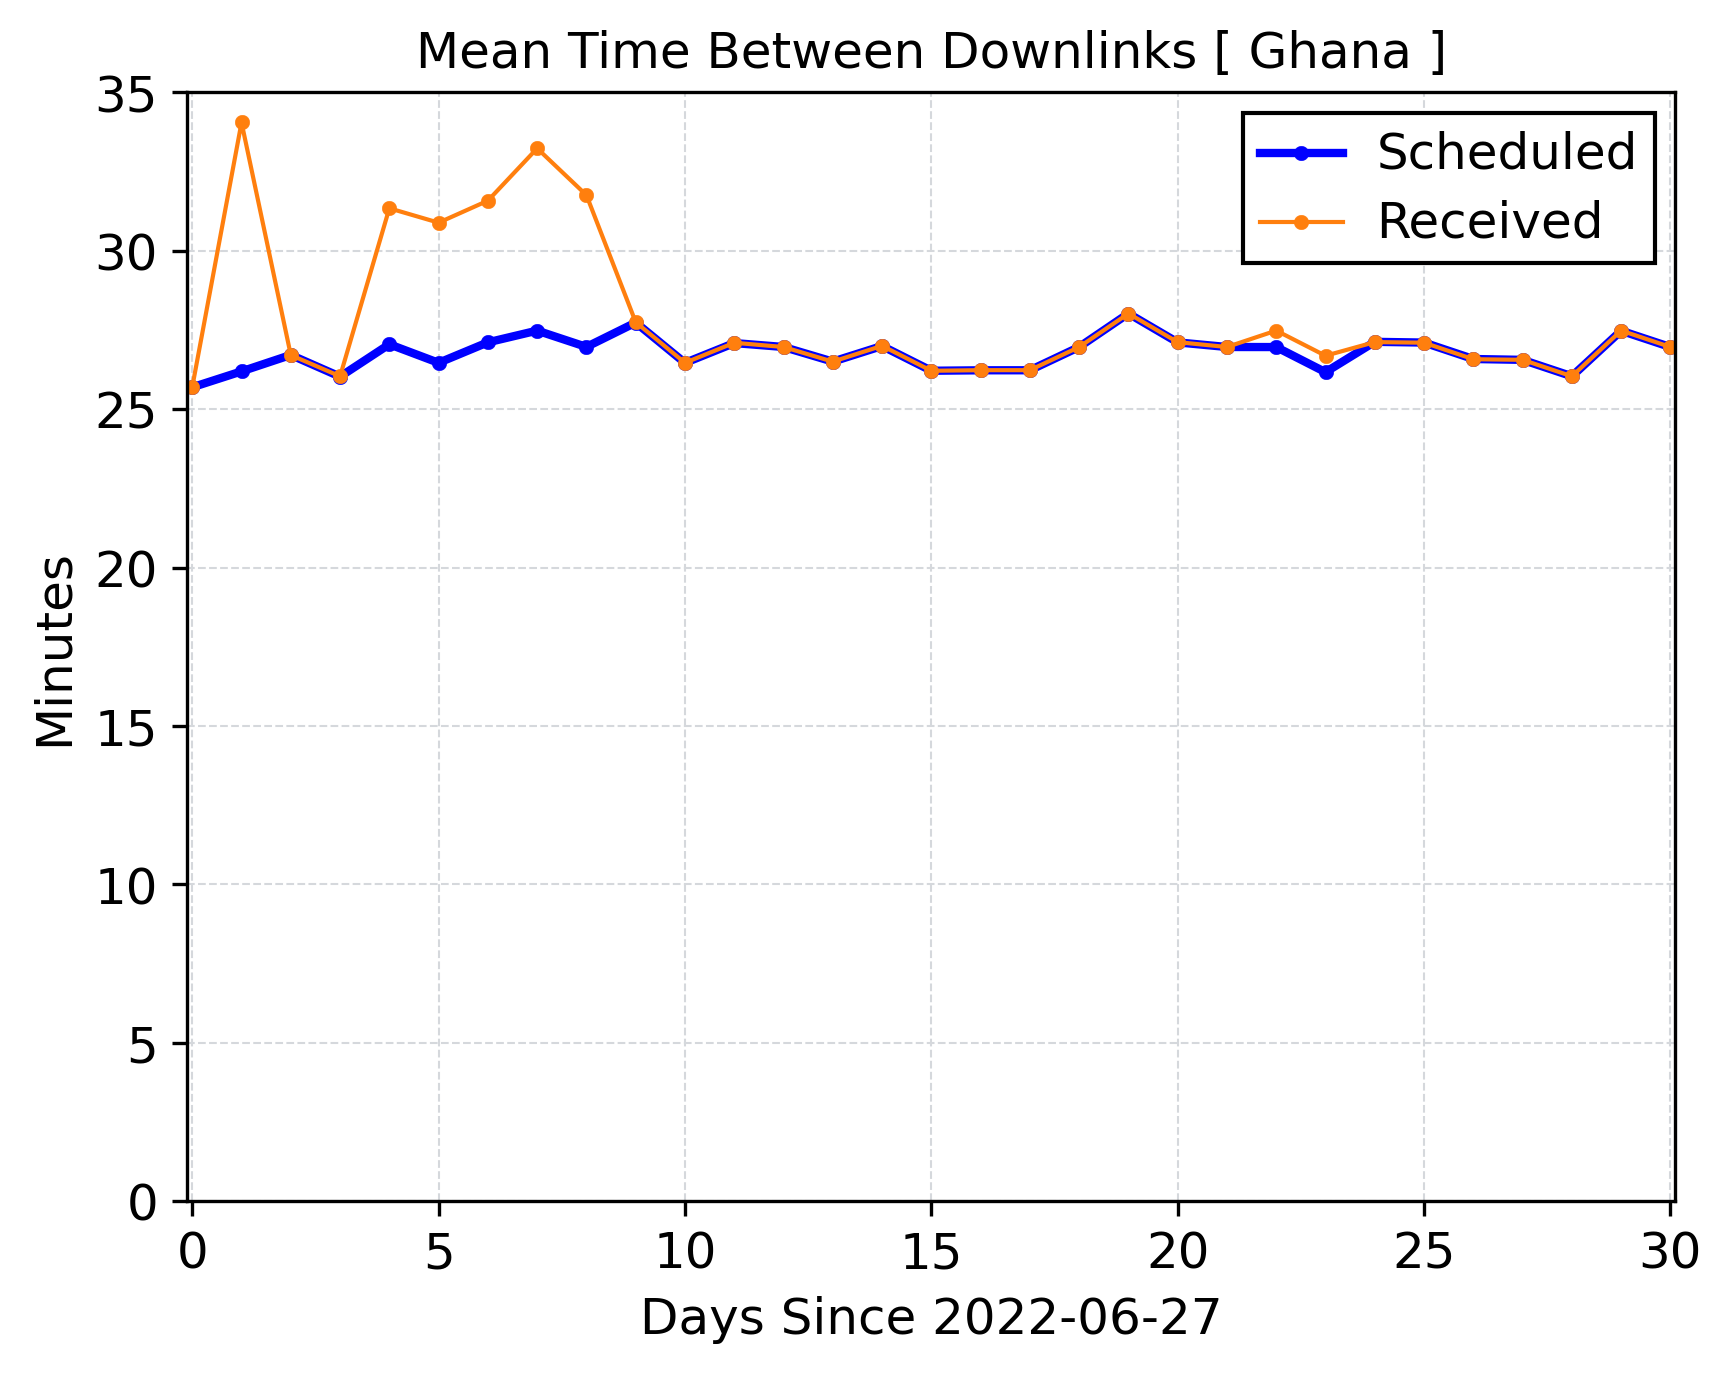 Mean Time Between Downlinks [ Ghana ]
35
30
25
20
15
10
5
0
Minutes
Scheduled
Received
0 5 10 15 20 25 30
Days Since 2022-06-27